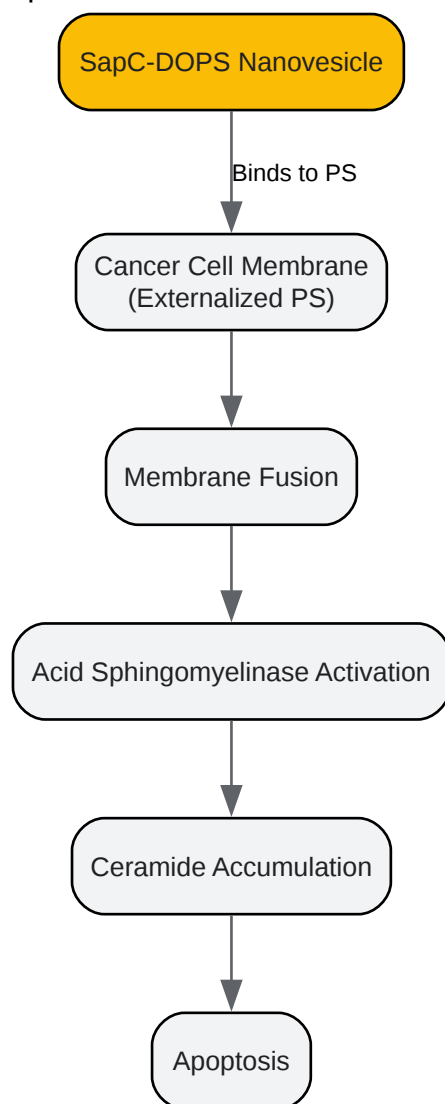 SapC-DOPS Nanovesicle
Binds to PS
Cancer Cell Membrane
(Externalized PS)
Membrane Fusion
Acid Sphingomyelinase Activation
Ceramide Accumulation
Apoptosis